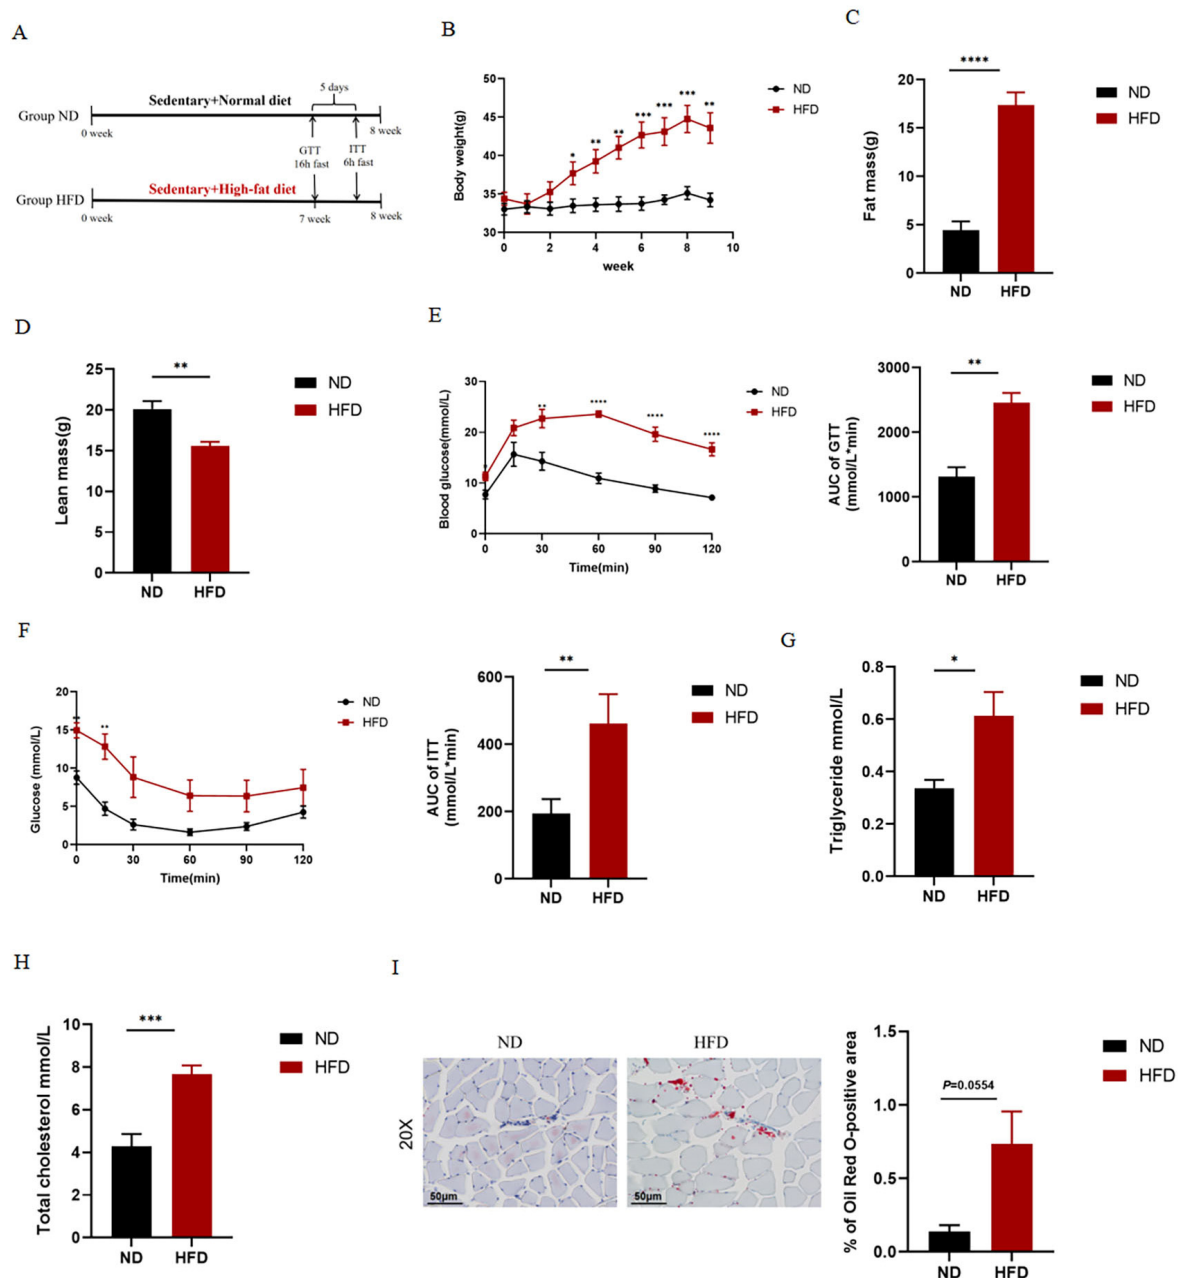 A
Sedentary+Normal diet
5 days
Group ND
0 week
8 week
GTT
16h fast
ITT
6h fast
Sedentary+High-fat diet
Group HFD
0 week
7 week
8 week
B
50
45
40
35
30
Body weight(g)
* ** ** *** *** *** **
0 2 4 6 8 10
week
ND
HFD
C
****
20
15
10
5
0
Fat mass(g)
ND HFD
ND
HFD
D
**
25
20
15
10
5
0
Lean mass(g)
ND HFD
ND
HFD
E
30
20
10
0
Blood glucose(mmol/L)
* ** **** **** ****
0 30 60 90 120
Time(min)
ND
HFD
**
3000
2000
1000
0
AUC of GTT
(mmol/L*min)
ND HFD
ND
HFD
F
20
15
10
5
0
Glucose (mmol/L)
**
0 30 60 90 120
Time(min)
ND
HFD
**
600
400
200
0
AUC of ITT
(mmol/L*min)
ND HFD
ND
HFD
G
*
0.8
0.6
0.4
0.2
0.0
Triglyceride mmol/L
ND HFD
ND
HFD
H
***
10
8
6
4
2
0
Total cholesterol mmol/L
ND HFD
ND
HFD
I
ND
HFD
20X
50μm
50μm
1.5
1.0
0.5
0.0
% of Oll Red O-positive area
P=0.0554
ND HFD
ND
HFD